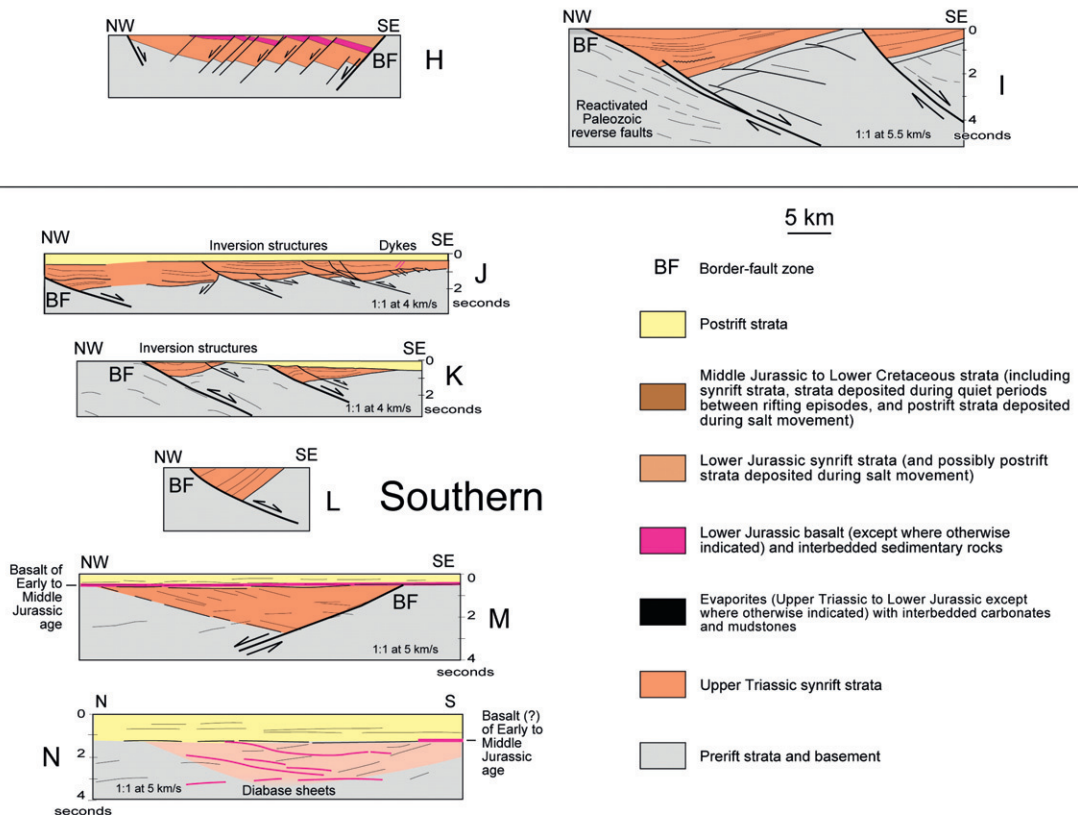 NW
SE
BF
H
NW
SE
BF
0
2
4
seconds
I
Reactivated
Paleozoic
reverse faults
1:1 at 5.5 km/s
NW
Inversion structures
Dykes
SE
0
2
seconds
J
BF
1:1 at 4 km/s
NW
Inversion structures
SE
BF
0
2
seconds
K
1:1 at 4 km/s
NW
SE
BF
L
Southern
NW
SE
Basalt of
Early to
Middle
Jurassic
age
BF
0
2
4
seconds
M
1:1 at 5 km/s
N
S
0
2
4
seconds
N
Basalt (?)
of Early to
Middle
Jurassic
age
1:1 at 5 km/s
Diabase sheets
5 km
BF Border-fault zone
Postrift strata
Middle Jurassic to Lower Cretaceous strata (including
synrift strata, strata deposited during quiet periods
between rifting episodes, and postrift strata deposited
during salt movement)
Lower Jurassic synrift strata (and possibly postrift
strata deposited during salt movement)
Lower Jurassic basalt (except where otherwise
indicated) and interbedded sedimentary rocks
Evaporites (Upper Triassic to Lower Jurassic except
where otherwise indicated) with interbedded carbonates
and mudstones
Upper Triassic synrift strata
Prerift strata and basement